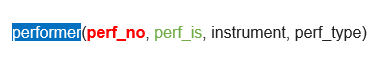 performer(perf_no, perf_is, instrument, perf_type)